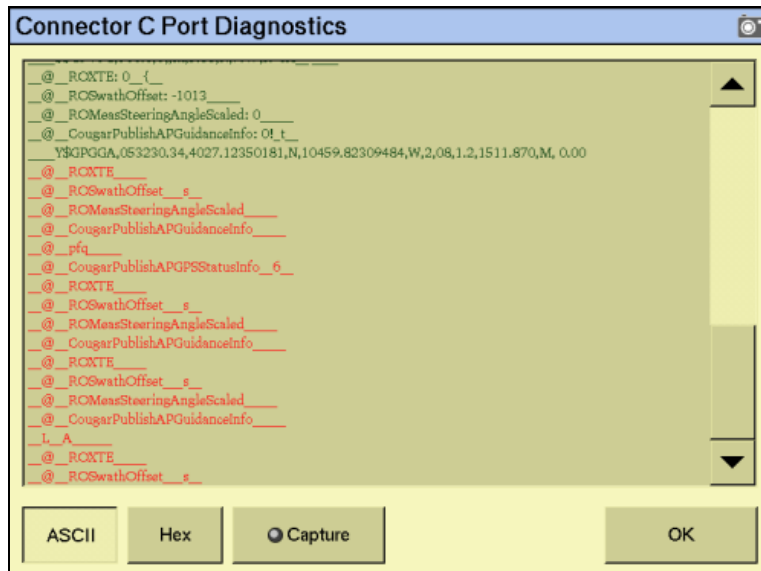 Connector C Port Diagnostics
__@__ROXTE: 0__{__
__@__ROSwathOffset: -1013_____
__@__ROMeasSteeringAngleScaled: 0_____
__@__CougarPublishAPGuidanceInfo: O!_t__
____Y$GPGGA,053230.34,4027.12350181,N,10459.82309484,W,2,08,1.2,1511.870,M, 0.00
__@__ROXTE_____
__@__ROSwathOffset___s__
__@__ROMeasSteeringAngleScaled_____
__@__CougarPublishAPGuidanceInfo_____
__@__pfq_____
__@__CougarPublishAPGPSStatusInfo__6__
__@__ROXTE_____
__@__ROSwathOffset___s__
__@__ROMeasSteeringAngleScaled_____
__@__CougarPublishAPGuidanceInfo_____
__@__ROXTE_____
__@__ROSwathOffset___s__
__@__ROMeasSteeringAngleScaled_____
__@__CougarPublishAPGuidanceInfo_____
__L__A______
__@__ROXTE_____
__@__ROSwathOffset___s__
ASCII Hex Capture OK